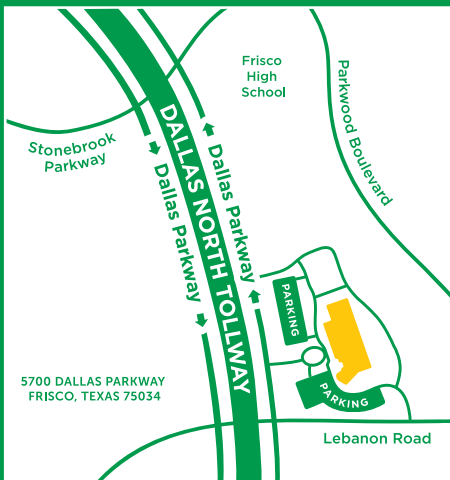 Frisco
High
School
Parkwood Boulevard
Stonebrook
Parkway
DALLAS NORTH TOLLWAY
Dallas Parkway
Dallas Parkway
PARKING
PARKING
5700 DALLAS PARKWAY
FRISCO, TEXAS 75034
Lebanon Road